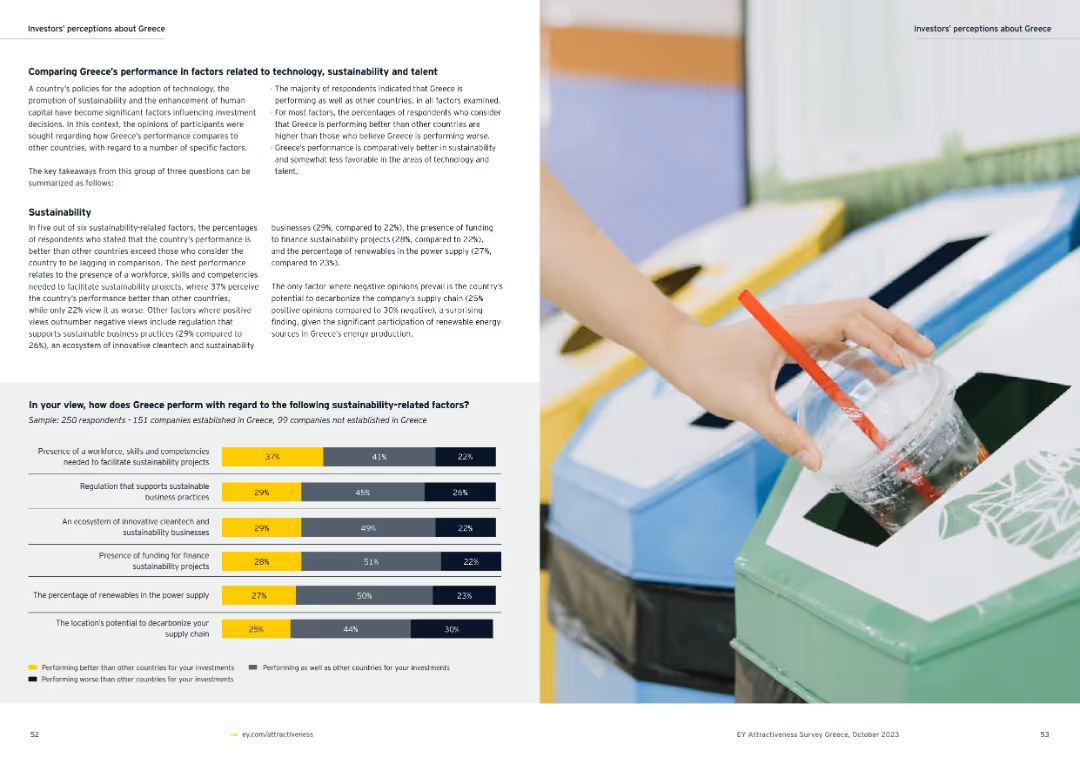 Investors' perceptions about Greece
Investors' perceptions about Greece
Comparing Greece's performance in factors related to technology, sustainability and talent
A country's policies for the adoption of technology, the
promotion of sustainability and the enhancement of human
capital have become significant factors influencing investment
decisions. In this context, the opinions of participants were
sought regarding how Greece's performance compares to
other countries, with regard to a number of specific factors.
The key takeaways from this group of three questions can be
summarized as follows:
· The majority of respondents indicated that Greece is
performing as well as other countries, in all factors examined.
· For most factors, the percentages of respondents who consider
that Greece is performing better than other countries are
higher than those who believe Greece is performing worse.
· Greece's performance is comparatively better in sustainability
and somewhat less favorable in the areas of technology and
talent.
Sustainability
In five out of six sustainability-related factors, the percentages
of respondents who stated that the country's performance is
better than other countries exceed those who consider the
country to be lagging in comparison. The best performance
relates to the presence of a workforce, skills and competencies
needed to facilitate sustainability projects, where 37% perceive
the country's performance better than other countries,
while only 22% view it as worse. Other factors where positive
views outnumber negative views include regulation that
supports sustainable business practices (29% compared to
26%), an ecosystem of innovative cleantech and sustainability
businesses (29%, compared to 22%), the presence of funding
to finance sustainability projects (28%, compared to 22%),
and the percentage of renewables in the power supply (27%,
compared to 23%).
The only factor where negative opinions prevail is the country's
potential to decarbonize the company's supply chain (25%
positive opinions compared to 30% negative), a surprising
finding, given the significant participation of renewable energy
sources in Greece's energy production.
In your view, how does Greece perform with regard to the following sustainability-related factors?
Sample: 250 respondents - 151 companies established in Greece, 99 companies not established in Greece
Presence of a workforce, skills and competencies
needed to facilitate sustainability projects
37% 41% 22%
Regulation that supports sustainable
business practices
29% 45% 26%
An ecosystem of innovative cleantech and
sustainability businesses
29% 49% 22%
Presence of funding for finance
sustainability projects
28% 51% 22%
The percentage of renewables in the power supply
27% 50% 23%
The location's potential to decarbonize your
supply chain
25% 44% 30%
Performing better than other countries for your investments
Performing as well as other countries for your investments
Performing worse than other countries for your investments
52
ey.com/attractiveness
EY Attractiveness Survey Greece, October 2023
53